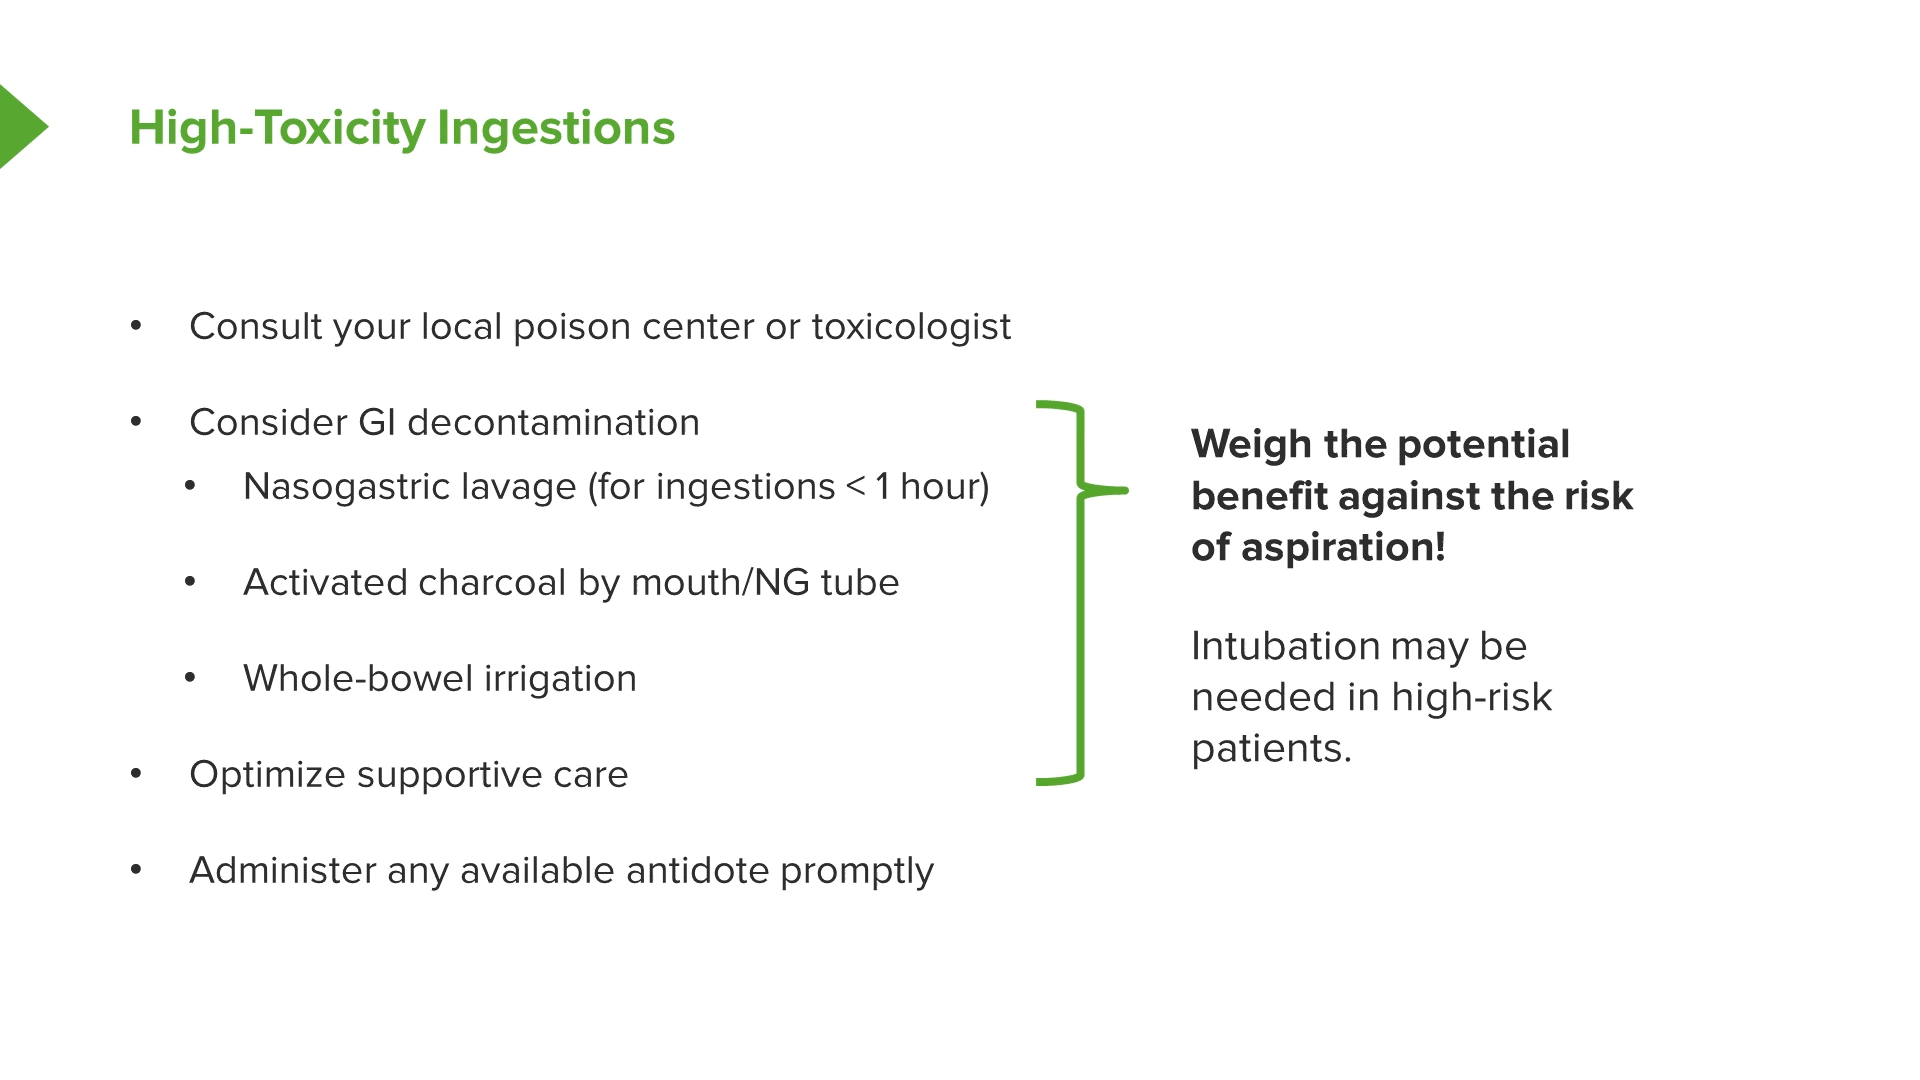 High-Toxicity Ingestions
• Consult your local poison center or toxicologist
• Consider GI decontamination
• Nasogastric lavage (for ingestions < 1 hour)
• Activated charcoal by mouth/NG tube
• Whole-bowel irrigation
• Optimize supportive care
• Administer any available antidote promptly
Weigh the potential
benefit against the risk
of aspiration!
Intubation may be
needed in high-risk
patients.